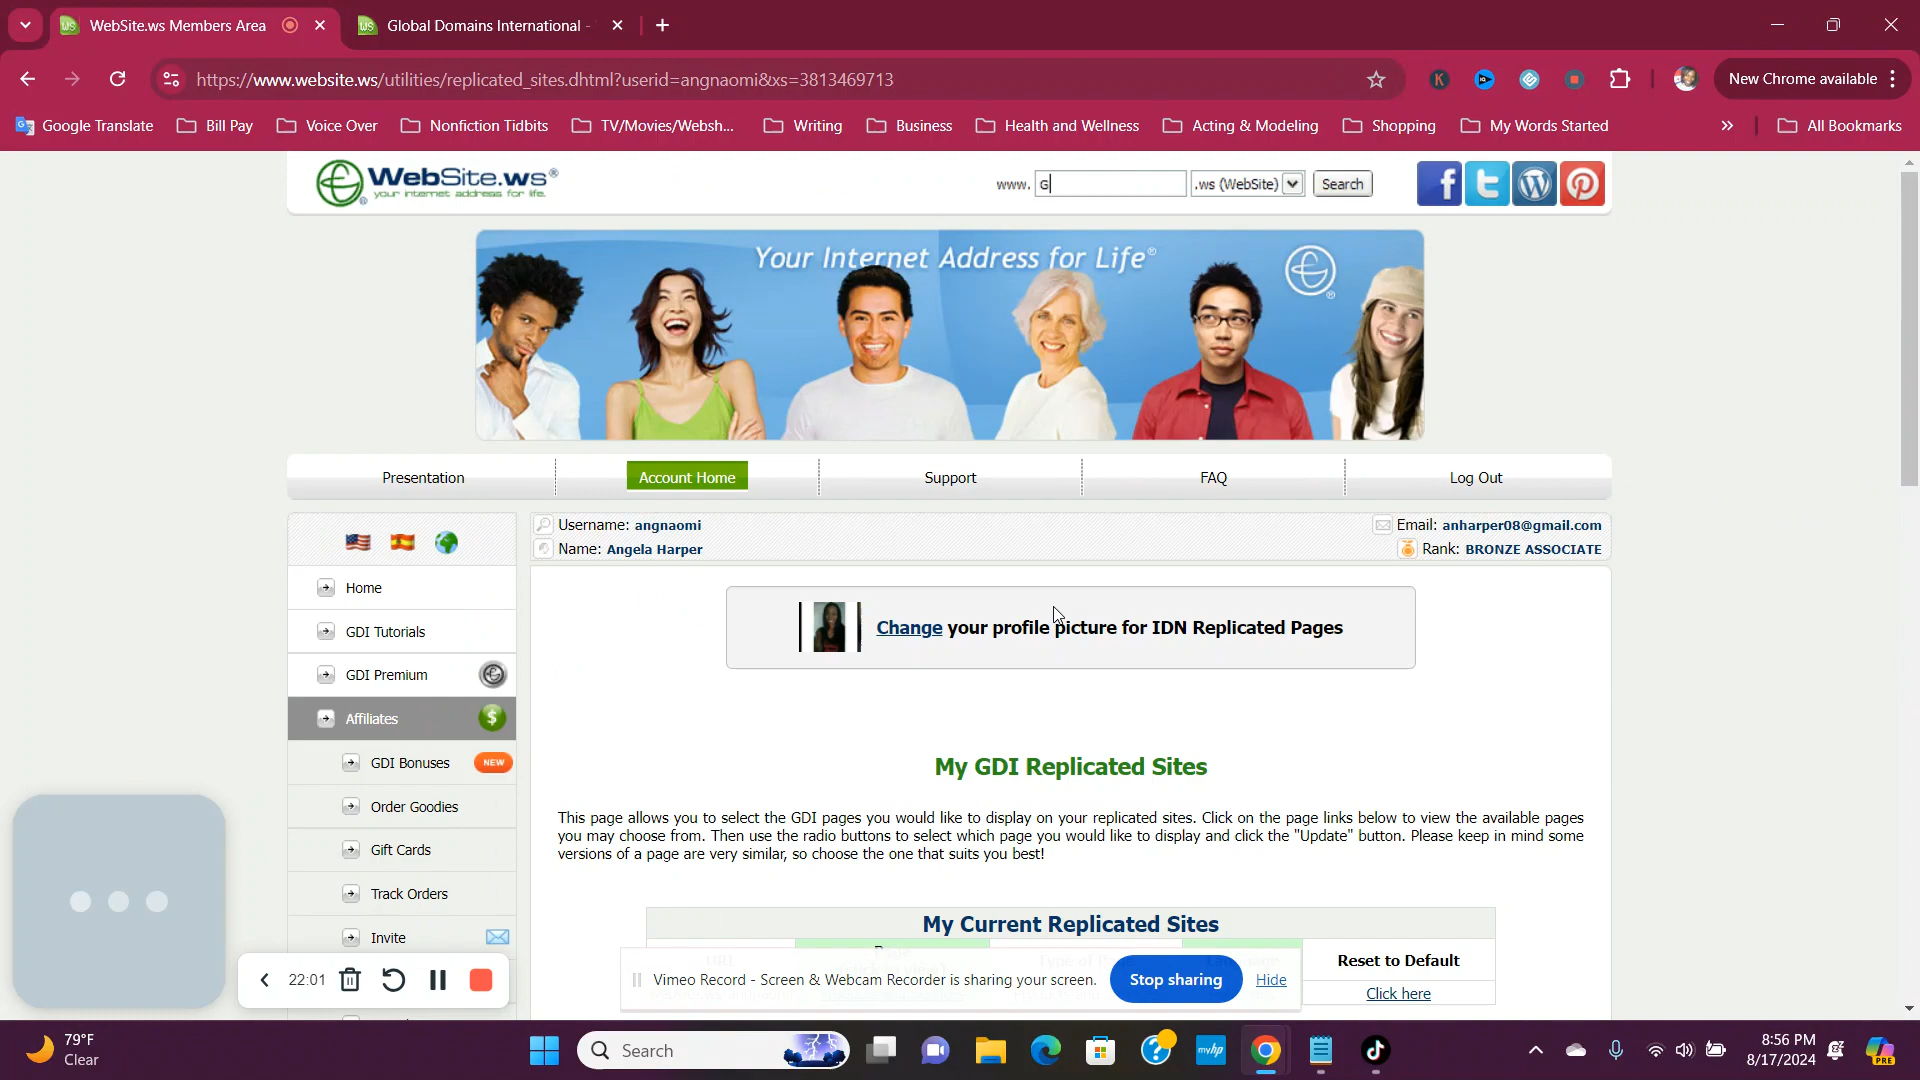 WebSite.ws Members Area
Global Domains International -
https://www.website.ws/utilities/replicated_sites.dhtml?userid=angnaomi&xs=3813469713
New Chrome available
Google Translate
Bill Pay
Voice Over
Nonfiction Tidbits
TV/Movies/Websh...
Writing
Business
Health and Wellness
Acting & Modeling
Shopping
My Words Started
All Bookmarks
WebSite.ws®
your internet address for life.
www. G .ws (WebSite) Search
Your Internet Address for Life®
Presentation
Account Home
Support
FAQ
Log Out
Username: angnaomi
Email: anharper08@gmail.com
Name: Angela Harper
Rank: BRONZE ASSOCIATE
Home
GDI Tutorials
GDI Premium
Affiliates
GDI Bonuses NEW
Order Goodies
Gift Cards
Track Orders
Invite
Change your profile picture for IDN Replicated Pages
My GDI Replicated Sites
This page allows you to select the GDI pages you would like to display on your replicated sites. Click on the page links below to view the available pages
you may choose from. Then use the radio buttons to select which page you would like to display and click the "Update" button. Please keep in mind some
versions of a page are very similar, so choose the one that suits you best!
My Current Replicated Sites
Reset to Default
Click here
22:01
Vimeo Record - Screen & Webcam Recorder is sharing your screen.
Stop sharing
Hide
79°F
Clear
Search
myhp
8:56 PM
8/17/2024
PRE